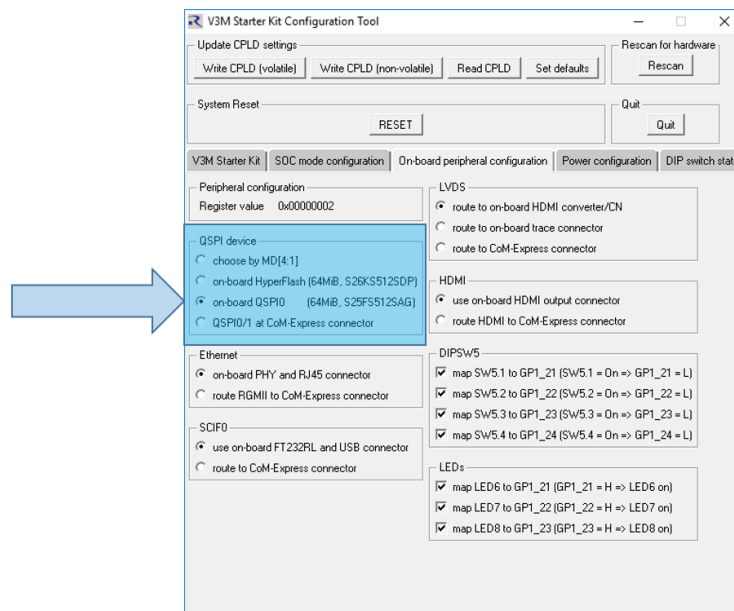 V3M Starter Kit Configuration Tool
Update CPLD settings
Write CPLD (volatile)
Write CPLD (non-volatile)
Read CPLD
Set defaults
Rescan for hardware
Rescan
System Reset
RESET
Quit
Quit
V3M Starter Kit
SOC mode configuration
On-board peripheral configuration
Power configuration
DIP switch stat
Peripheral configuration
Register value 0x00000002
QSPI device
choose by MD[4:1]
on-board HyperFlash (64MiB, S26KS512SDP)
on-board QSPI0 (64MiB, S25FS512SAG)
QSPI0/1 at CoM-Express connector
Ethernet
on-board PHY and RJ45 connector
route RGMII to CoM-Express connector
SCIF0
use on-board FT232RL and USB connector
route to CoM-Express connector
LVDS
route to on-board HDMI converter/CN
route to on-board trace connector
route to CoM-Express connector
HDMI
use on-board HDMI output connector
route HDMI to CoM-Express connector
DIPSW5
map SW5.1 to GP1_21 (SW5.1 = On => GP1_21 = L)
map SW5.2 to GP1_22 (SW5.2 = On => GP1_22 = L)
map SW5.3 to GP1_23 (SW5.3 = On => GP1_23 = L)
map SW5.4 to GP1_24 (SW5.4 = On => GP1_24 = L)
LEDs
map LED6 to GP1_21 (GP1_21 = H => LED6 on)
map LED7 to GP1_22 (GP1_22 = H => LED7 on)
map LED8 to GP1_23 (GP1_23 = H => LED8 on)